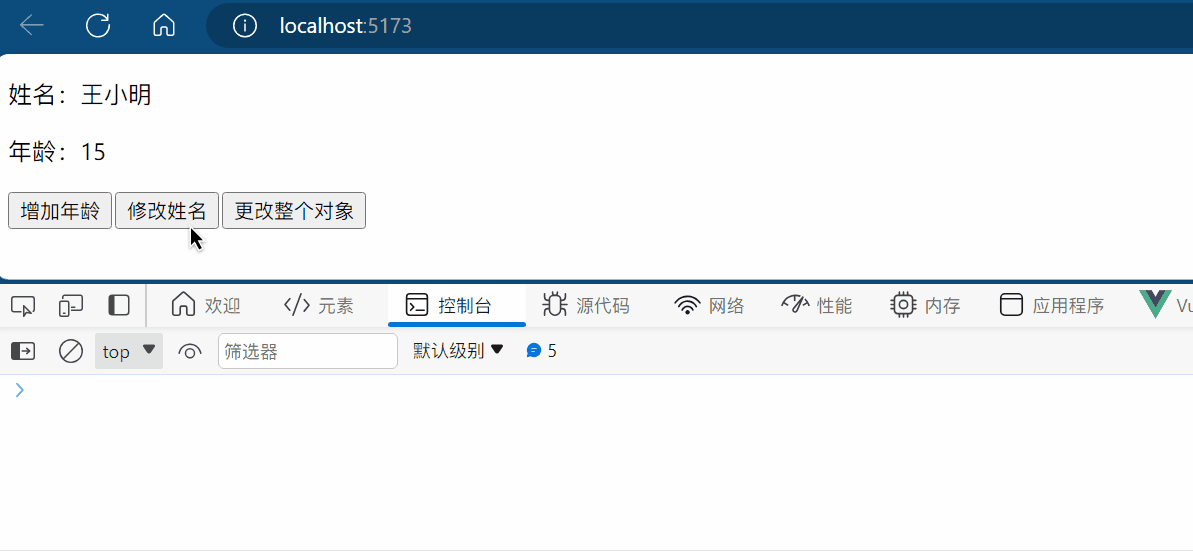 localhost:5173
姓名：王小明
年龄：15
增加年龄 修改姓名 更改整个对象
欢迎 </> 元素 控制台 源代码 网络 性能 内存 应用程序 Vu
top 筛选器 默认级别 5